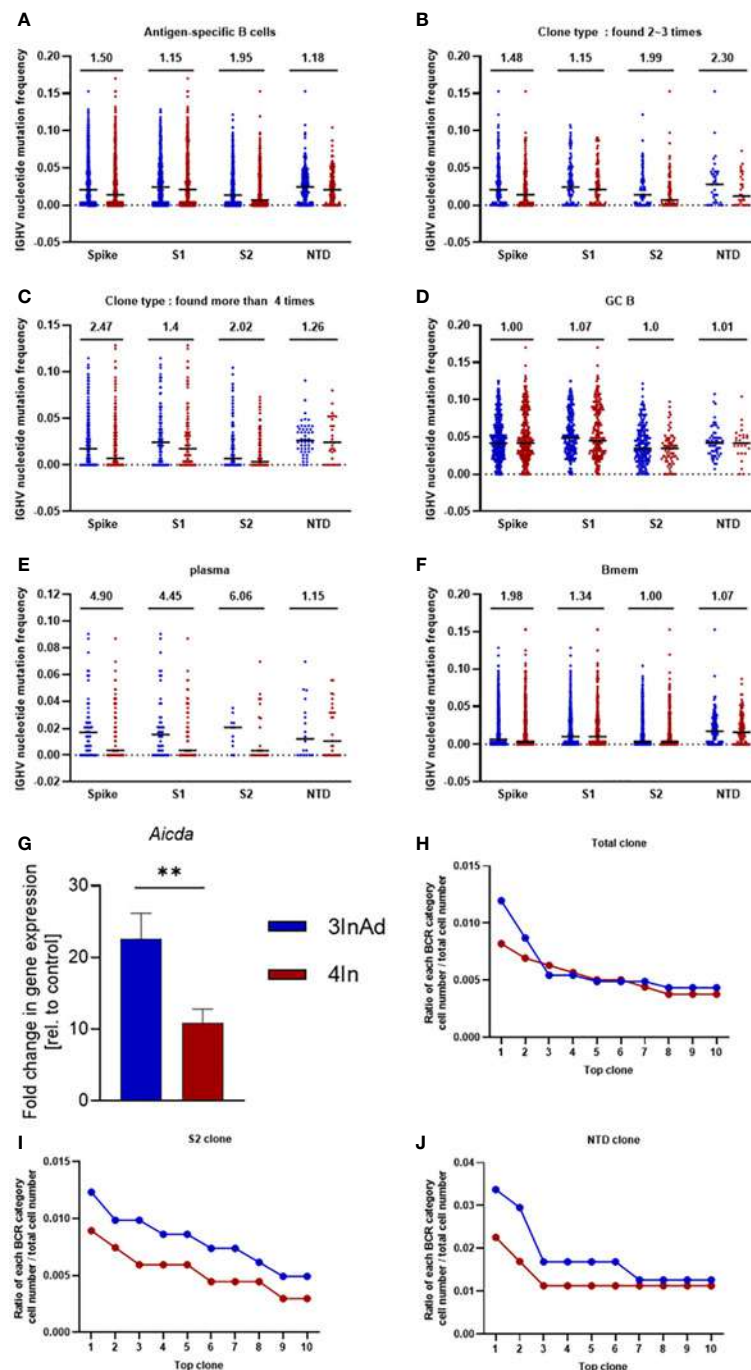 A
Antigen-specific B cells
IGHV nucleotide mutation frequency
1.50 1.15 1.95 1.18
0.20
0.15
0.10
0.05
0.00
-0.05
Spike S1 S2 NTD
B
Clone type : found 2~3 times
IGHV nucleotide mutation frequency
1.48 1.15 1.99 2.30
0.20
0.15
0.10
0.05
0.00
-0.05
Spike S1 S2 NTD
C
Clone type : found more than 4 times
IGHV nucleotide mutation frequency
2.47 1.4 2.02 1.26
0.15
0.10
0.05
0.00
-0.05
Spike S1 S2 NTD
D
GC B
IGHV nucleotide mutation frequency
1.00 1.07 1.0 1.01
0.20
0.15
0.10
0.05
0.00
-0.05
Spike S1 S2 NTD
E
plasma
IGHV nucleotide mutation frequency
4.90 4.45 6.06 1.15
0.12
0.10
0.08
0.06
0.04
0.02
0.00
-0.02
Spike S1 S2 NTD
F
Bmem
IGHV nucleotide mutation frequency
1.98 1.34 1.00 1.07
0.20
0.15
0.10
0.05
0.00
-0.05
Spike S1 S2 NTD
G
Aicda
Fold change in gene expression
[rel. to control]
**
30
20
10
0
3InAd
4In
H
Total clone
Ratio of each BCR category
cell number / total cell number
0.015
0.010
0.005
0.000
1 2 3 4 5 6 7 8 9 10
Top clone
I
S2 clone
Ratio of each BCR category
cell number / total cell number
0.015
0.010
0.005
0.000
1 2 3 4 5 6 7 8 9 10
Top clone
J
NTD clone
Ratio of each BCR category
cell number / total cell number
0.04
0.03
0.02
0.01
0.00
1 2 3 4 5 6 7 8 9 10
Top clone